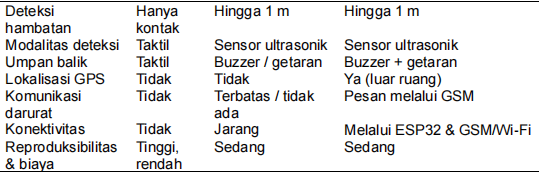 Deteksi Hanya Hingga 1 m Hingga 1 m
hambatan kontak
Modalitas deteksi Taktil Sensor ultrasonik Sensor ultrasonik
Umpan balik Taktil Buzzer / getaran Buzzer + getaran
Lokalisasi GPS Tidak Tidak Ya (luar ruang)
Komunikasi Tidak Terbatas / tidak Pesan melalui GSM
darurat ada
Konektivitas Tidak Jarang Melalui ESP32 & GSM/Wi-Fi
Reproduksibilitas Tinggi, Sedang Sedang
& biaya rendah